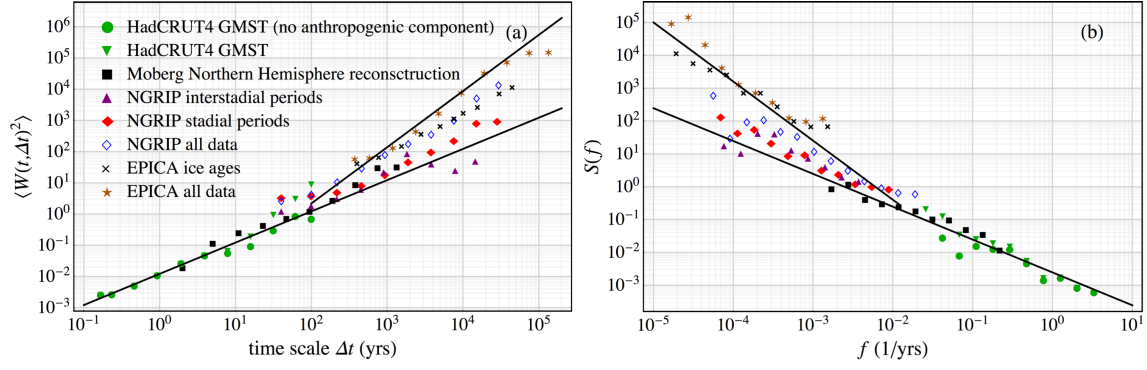 (a)
HadCRUT4 GMST (no anthropogenic component)
HadCRUT4 GMST
Moberg Northern Hemisphere reconstruction
NGRIP interstadial periods
NGRIP stadial periods
NGRIP all data
EPICA ice ages
EPICA all data
⟨W(t,Δt)²⟩
10⁶
10⁵
10⁴
10³
10²
10¹
10⁰
10⁻¹
10⁻²
10⁻³
10⁻¹ 10⁰ 10¹ 10² 10³ 10⁴ 10⁵
time scale Δt (yrs)
(b)
S(f)
10⁵
10⁴
10³
10²
10¹
10⁰
10⁻¹
10⁻²
10⁻³
10⁻⁵ 10⁻⁴ 10⁻³ 10⁻² 10⁻¹ 10⁰ 10¹
f (1/yrs)